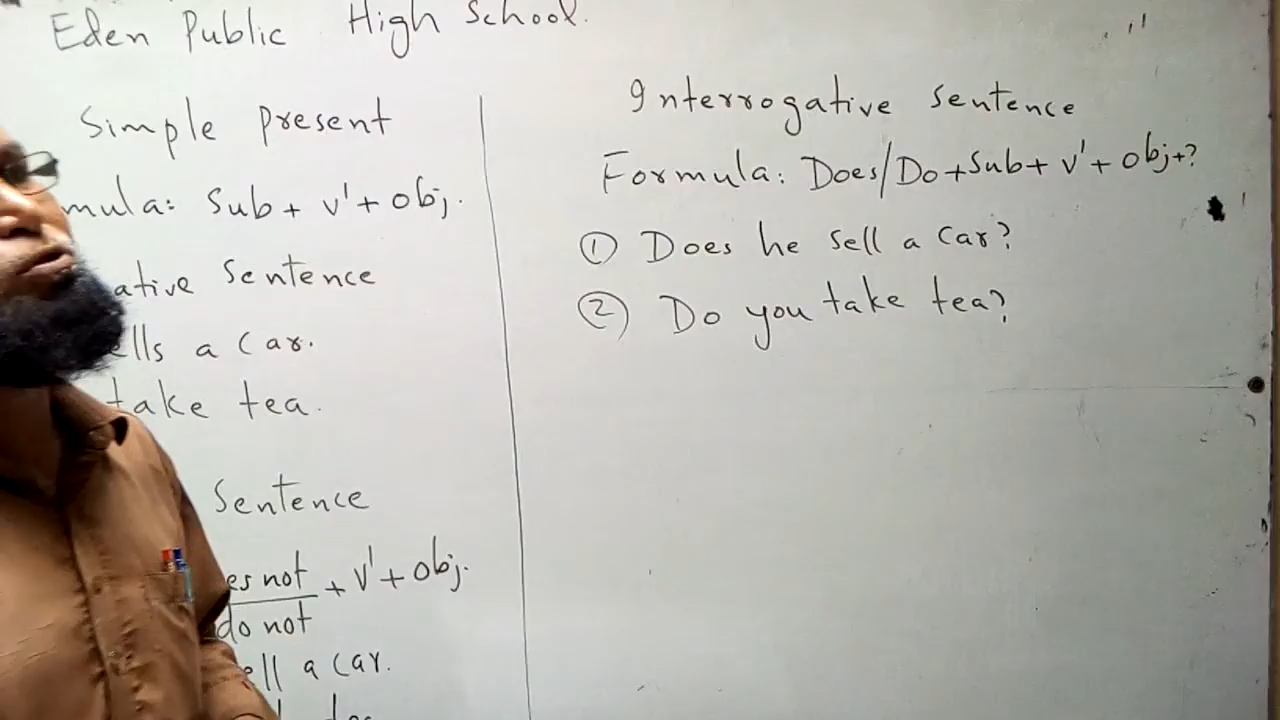 Eden Public High School.
Simple present
mula: Sub + v' + obj.
ative Sentence
ells a Car.
take tea.
Sentence
es not + v' + obj.
do not
ell a Car.
Interrogative Sentence
Formula: Does/Do + Sub + v' + obj + ?
① Does he sell a Car?
② Do you take tea?